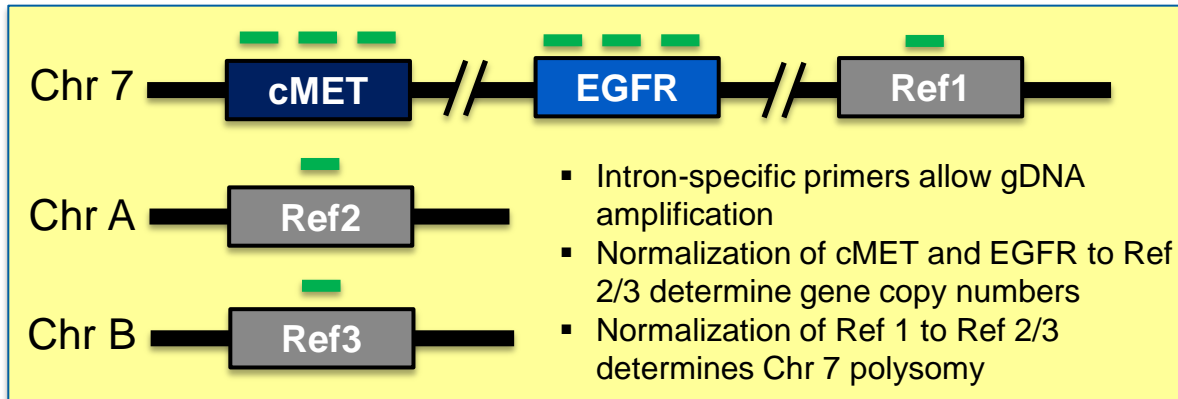 Chr 7
cMET
EGFR
Ref1
Chr A
Ref2
Chr B
Ref3
▪ Intron-specific primers allow gDNA
amplification
▪ Normalization of cMET and EGFR to Ref
2/3 determine gene copy numbers
▪ Normalization of Ref 1 to Ref 2/3
determines Chr 7 polysomy